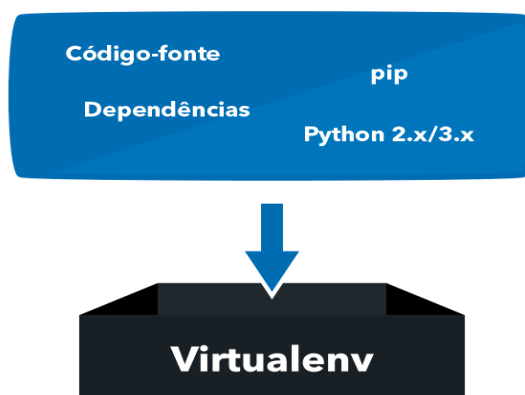 Código-fonte
pip
Dependências
Python 2.x/3.x
Virtualenv